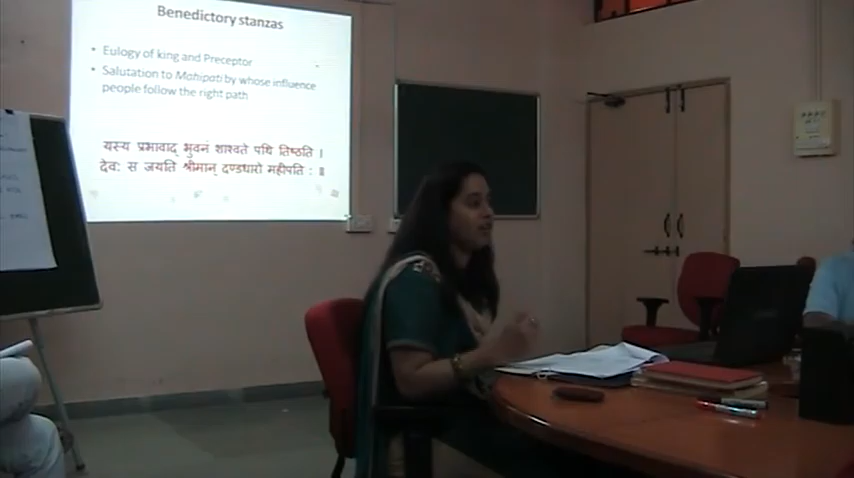 Benedictory stanzas
• Eulogy of king and Preceptor
• Salutation to Mahipati by whose influence
people follow the right path
यस्य प्रभावाद् भुवनं शाश्वते पथि तिष्ठति ।
देवः स जयति श्रीमान् दण्डधारो महीपति : ॥